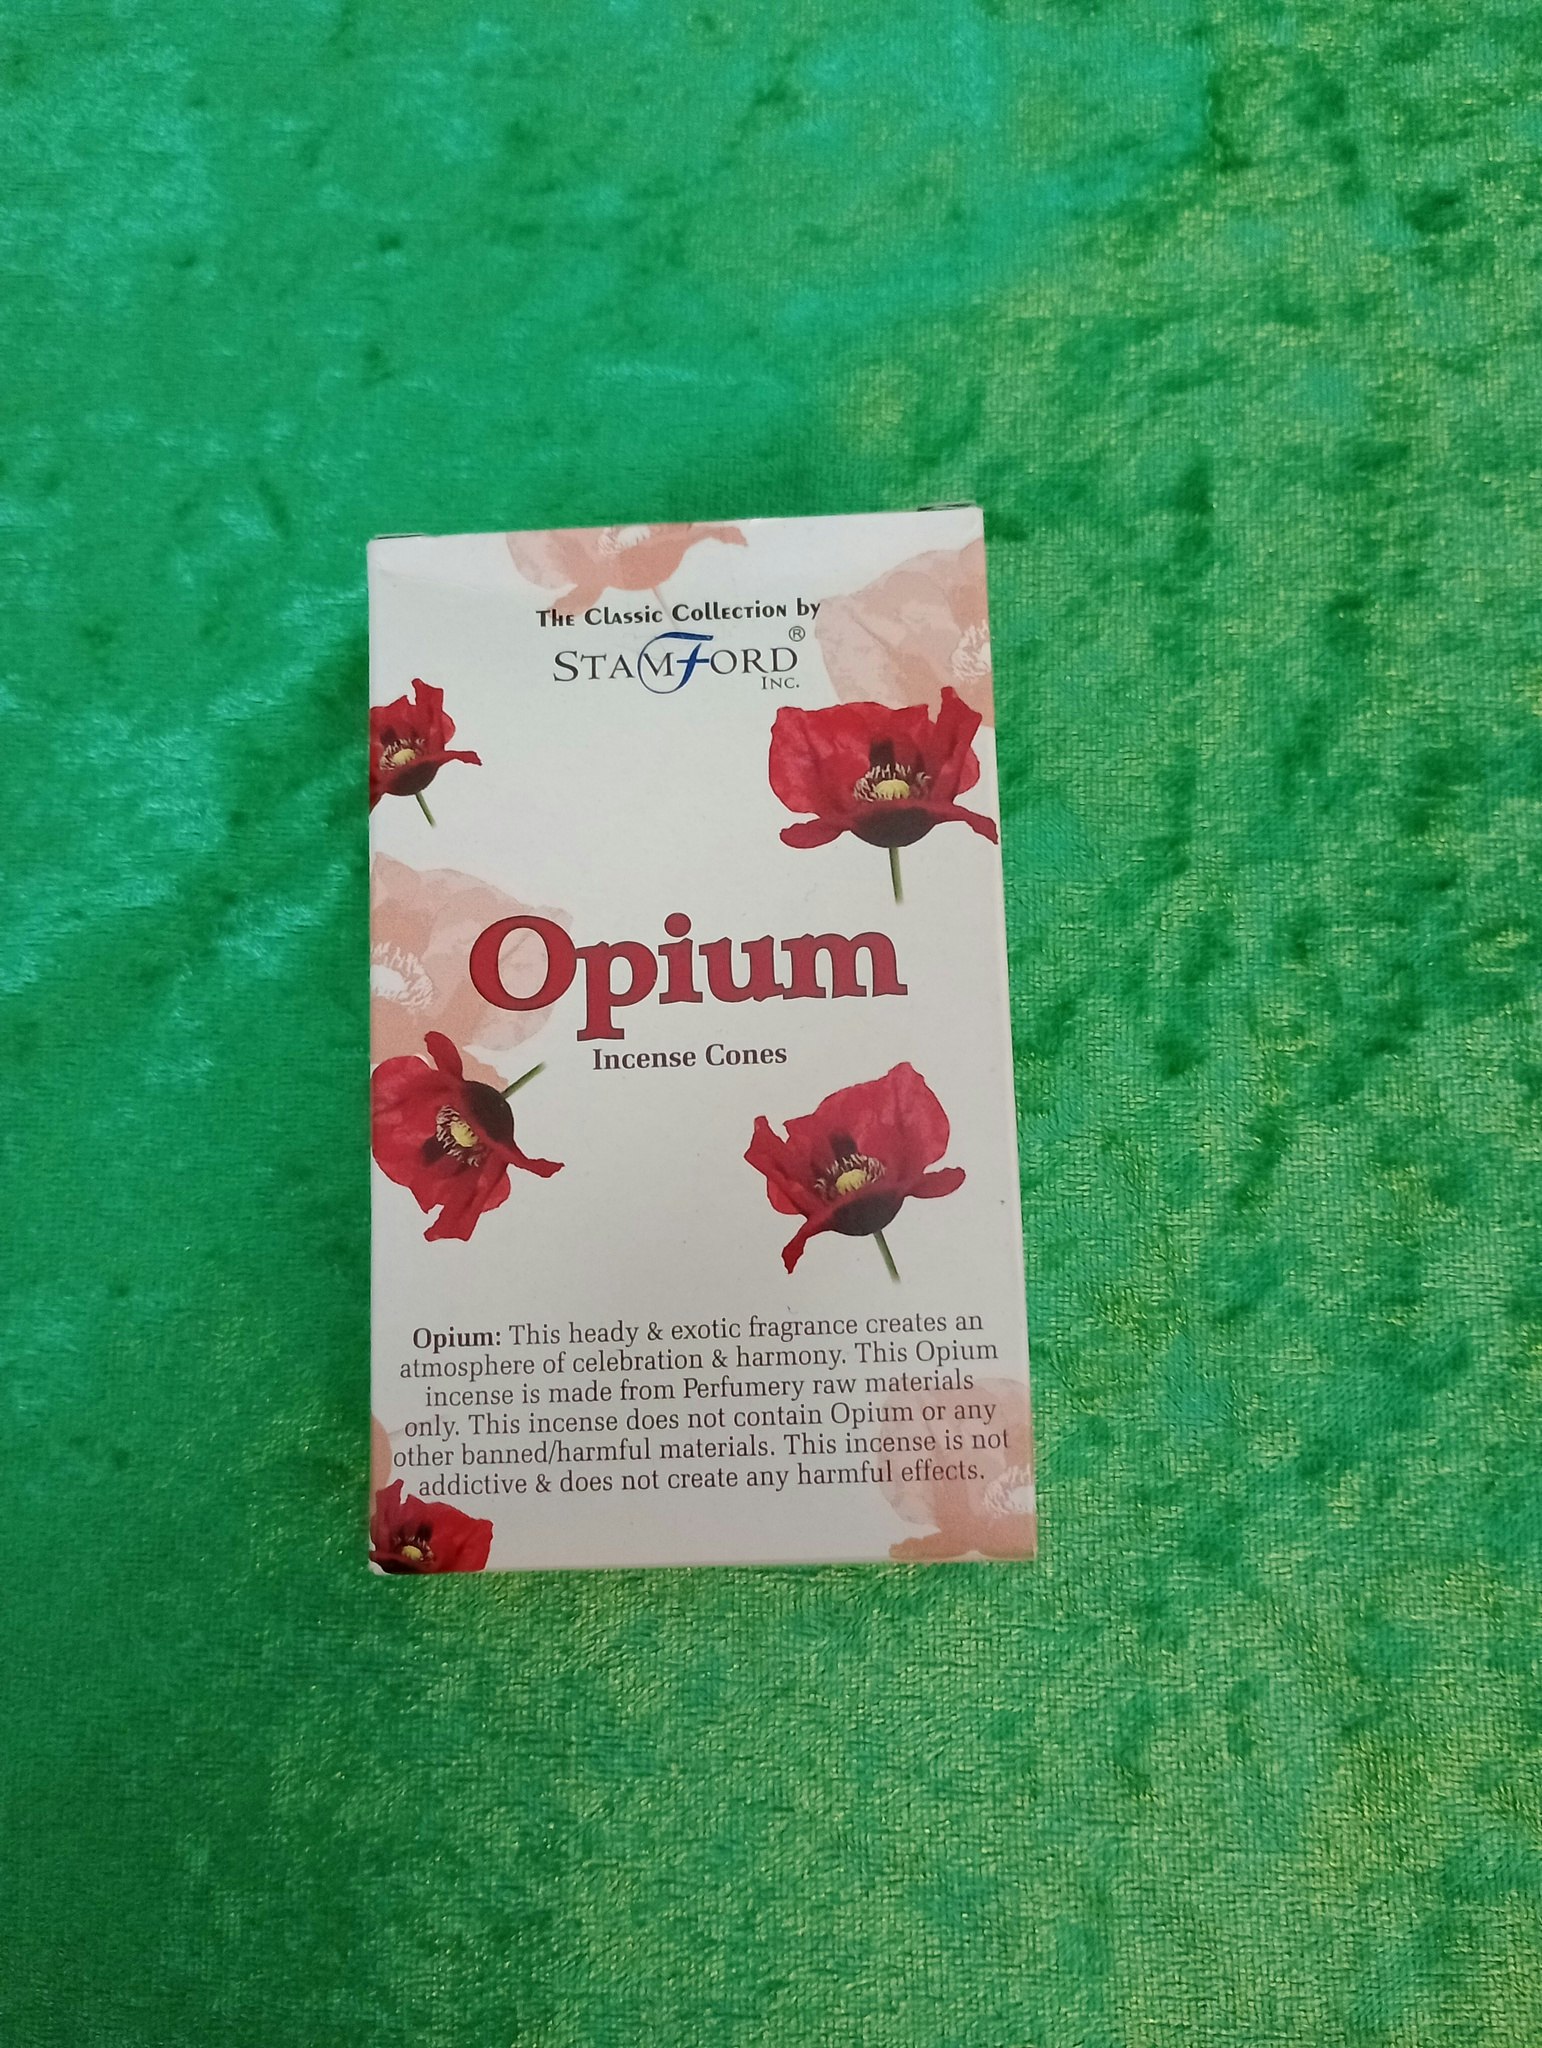 The Classic Collection by
STAMFORD®
INC.
Opium
Incense Cones
Opium: This heady & exotic fragrance creates an
atmosphere of celebration & harmony. This Opium
incense is made from Perfumery raw materials
only. This incense does not contain Opium or any
other banned/harmful materials. This incense is not
addictive & does not create any harmful effects.